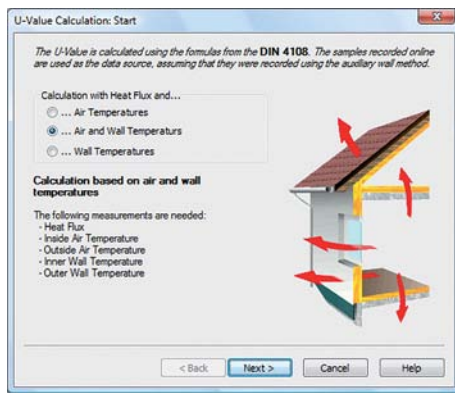 U-Value Calculation: Start
The U-Value is calculated using the formulas from the DIN 4108. The samples recorded online
are used as the data source, assuming that they were recorded using the auxiliary wall method.
Calculation with Heat Flux and...
... Air Temperatures
... Air and Wall Temperaturs
... Wall Temperatures
Calculation based on air and wall
temperatures
The following measurements are needed:
- Heat Flux
- Inside Air Temperature
- Outside Air Temperature
- Inner Wall Temperature
- Outer Wall Temperature
< Back
Next >
Cancel
Help